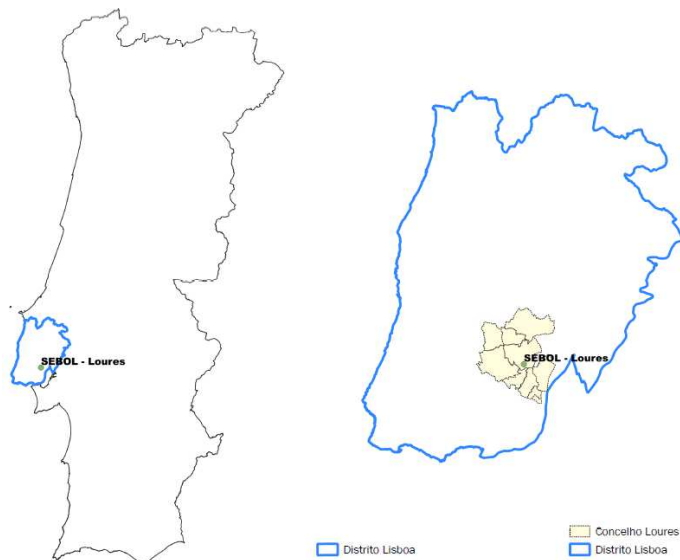 SEBOL - Loures
SEBOL - Loures
Distrito Lisboa
Concelho Loures
Distrito Lisboa